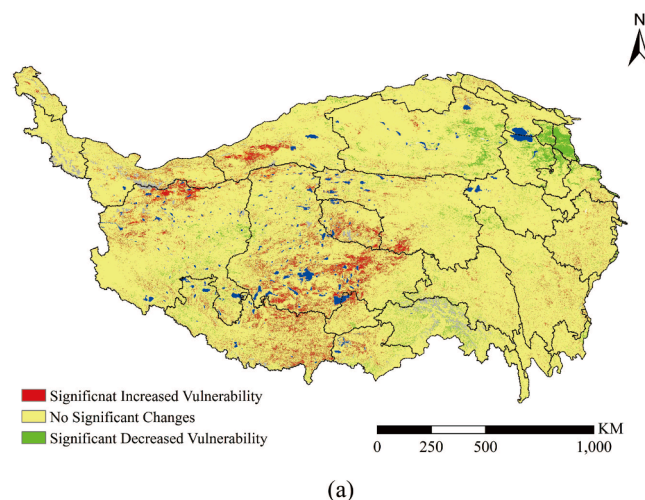 N
Significnat Increased Vulnerability
No Significant Changes
Significant Decreased Vulnerability
KM
0 250 500 1,000
(a)